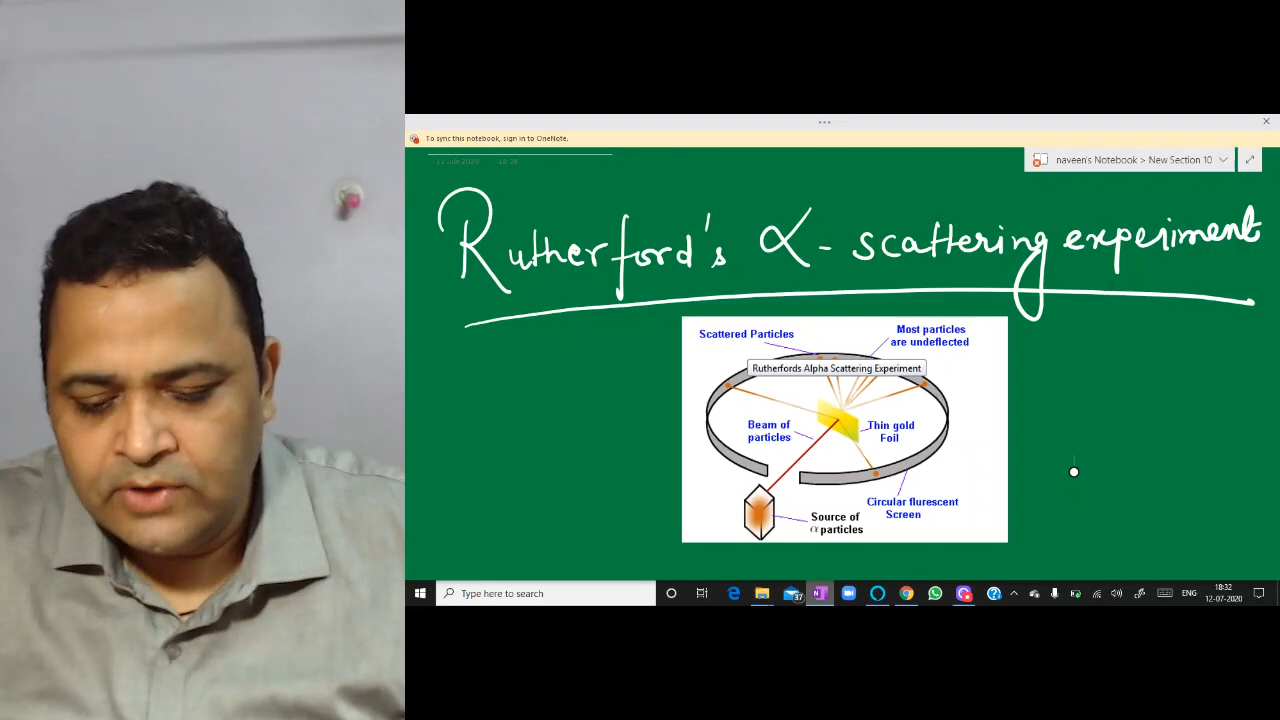 To sync this notebook, sign in to OneNote.
naveen's Notebook > New Section 10
Rutherford's α - scattering experiment
Scattered Particles
Most particles
are undeflected
Rutherfords Alpha Scattering Experiment
Beam of
particles
Thin gold
Foil
Circular flurescent
Screen
Source of
α particles
Type here to search
37
ENG
18:32
12-07-2020